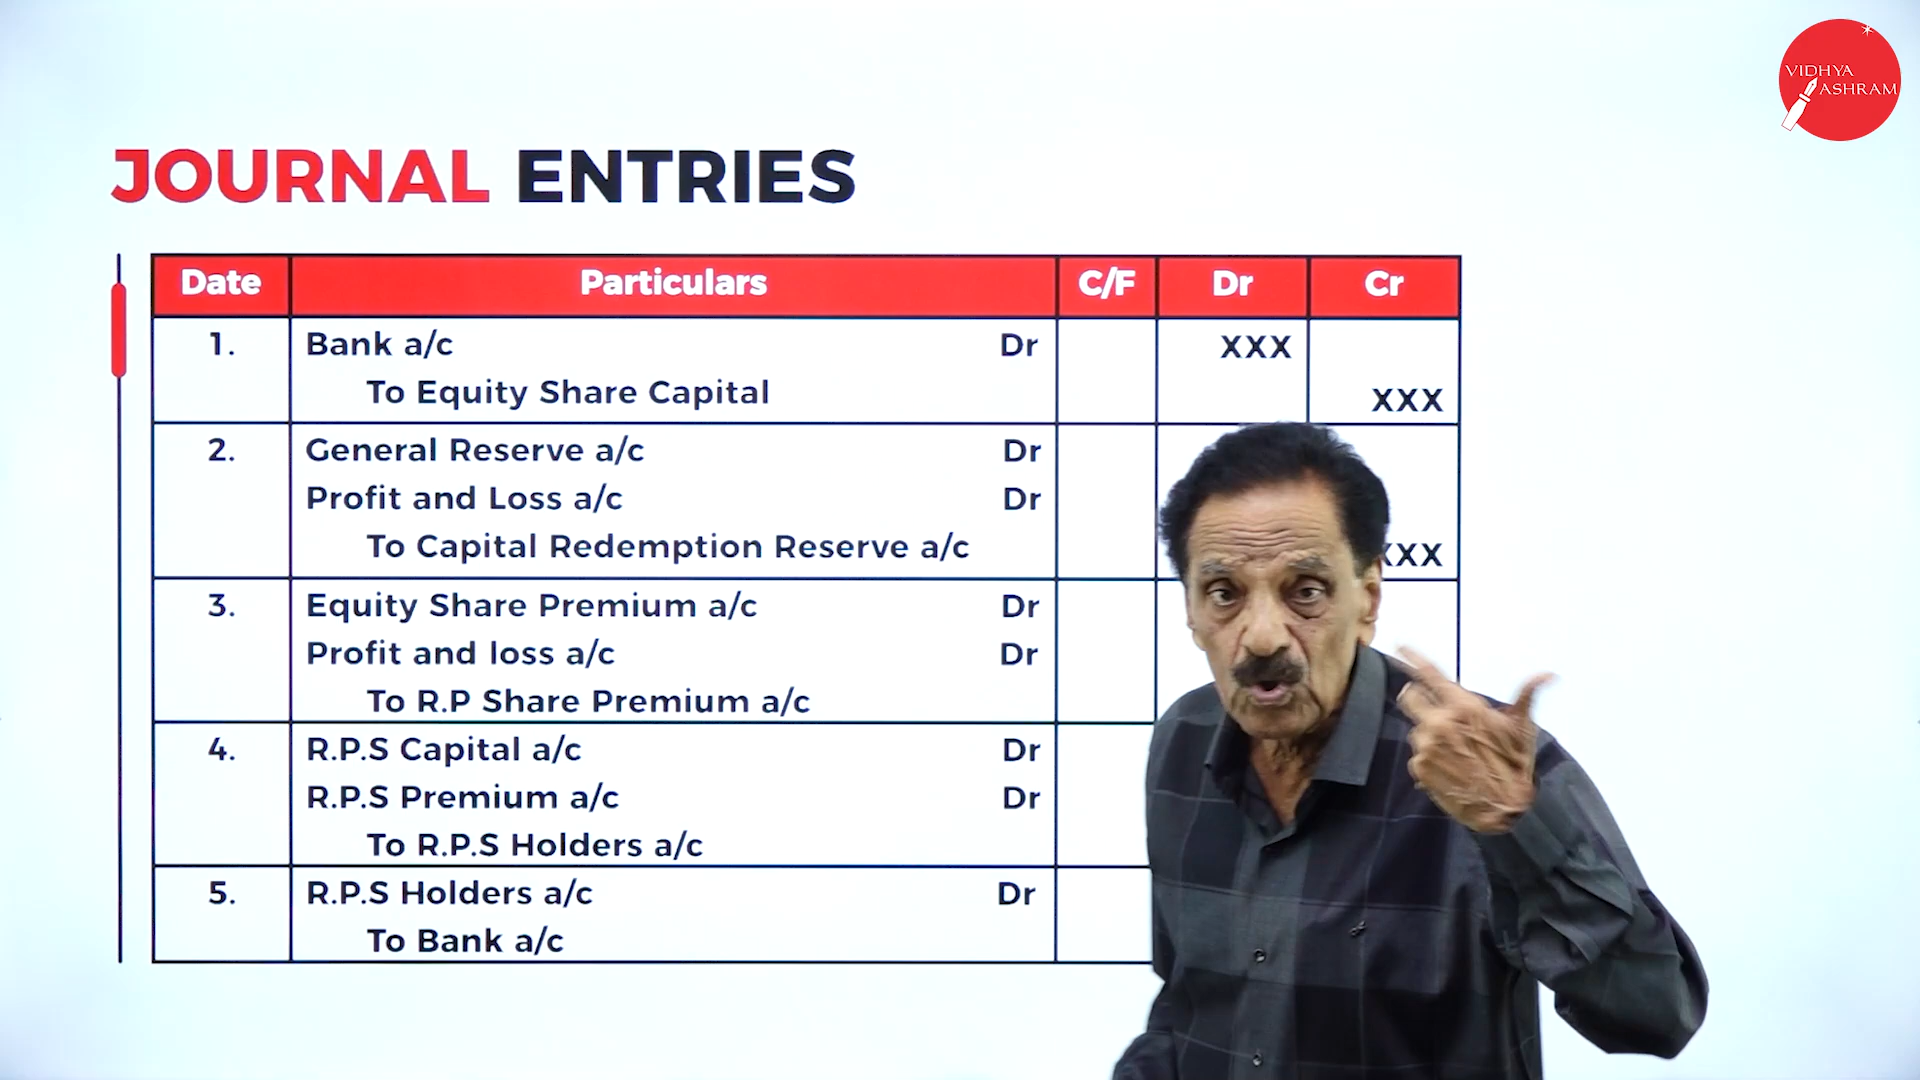 VIDHYA
ASHRAM
JOURNAL ENTRIES
Date Particulars C/F Dr Cr
1. Bank a/c Dr XXX
To Equity Share Capital XXX
2. General Reserve a/c Dr
Profit and Loss a/c Dr
To Capital Redemption Reserve a/c XXX
3. Equity Share Premium a/c Dr
Profit and loss a/c Dr
To R.P Share Premium a/c
4. R.P.S Capital a/c Dr
R.P.S Premium a/c Dr
To R.P.S Holders a/c
5. R.P.S Holders a/c Dr
To Bank a/c